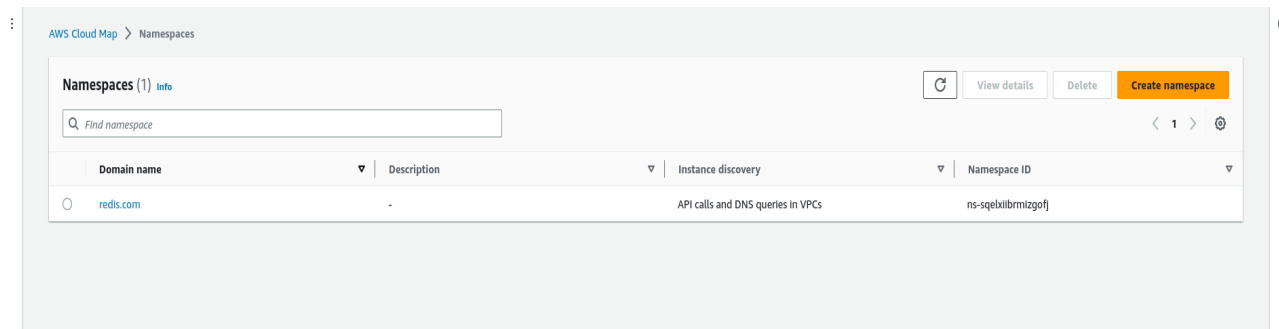 AWS Cloud Map > Namespaces
Namespaces (1) Info
View details Delete Create namespace
Find namespace
1
Domain name Description Instance discovery Namespace ID
redis.com - API calls and DNS queries in VPCs ns-sqelxiibrmizgofj